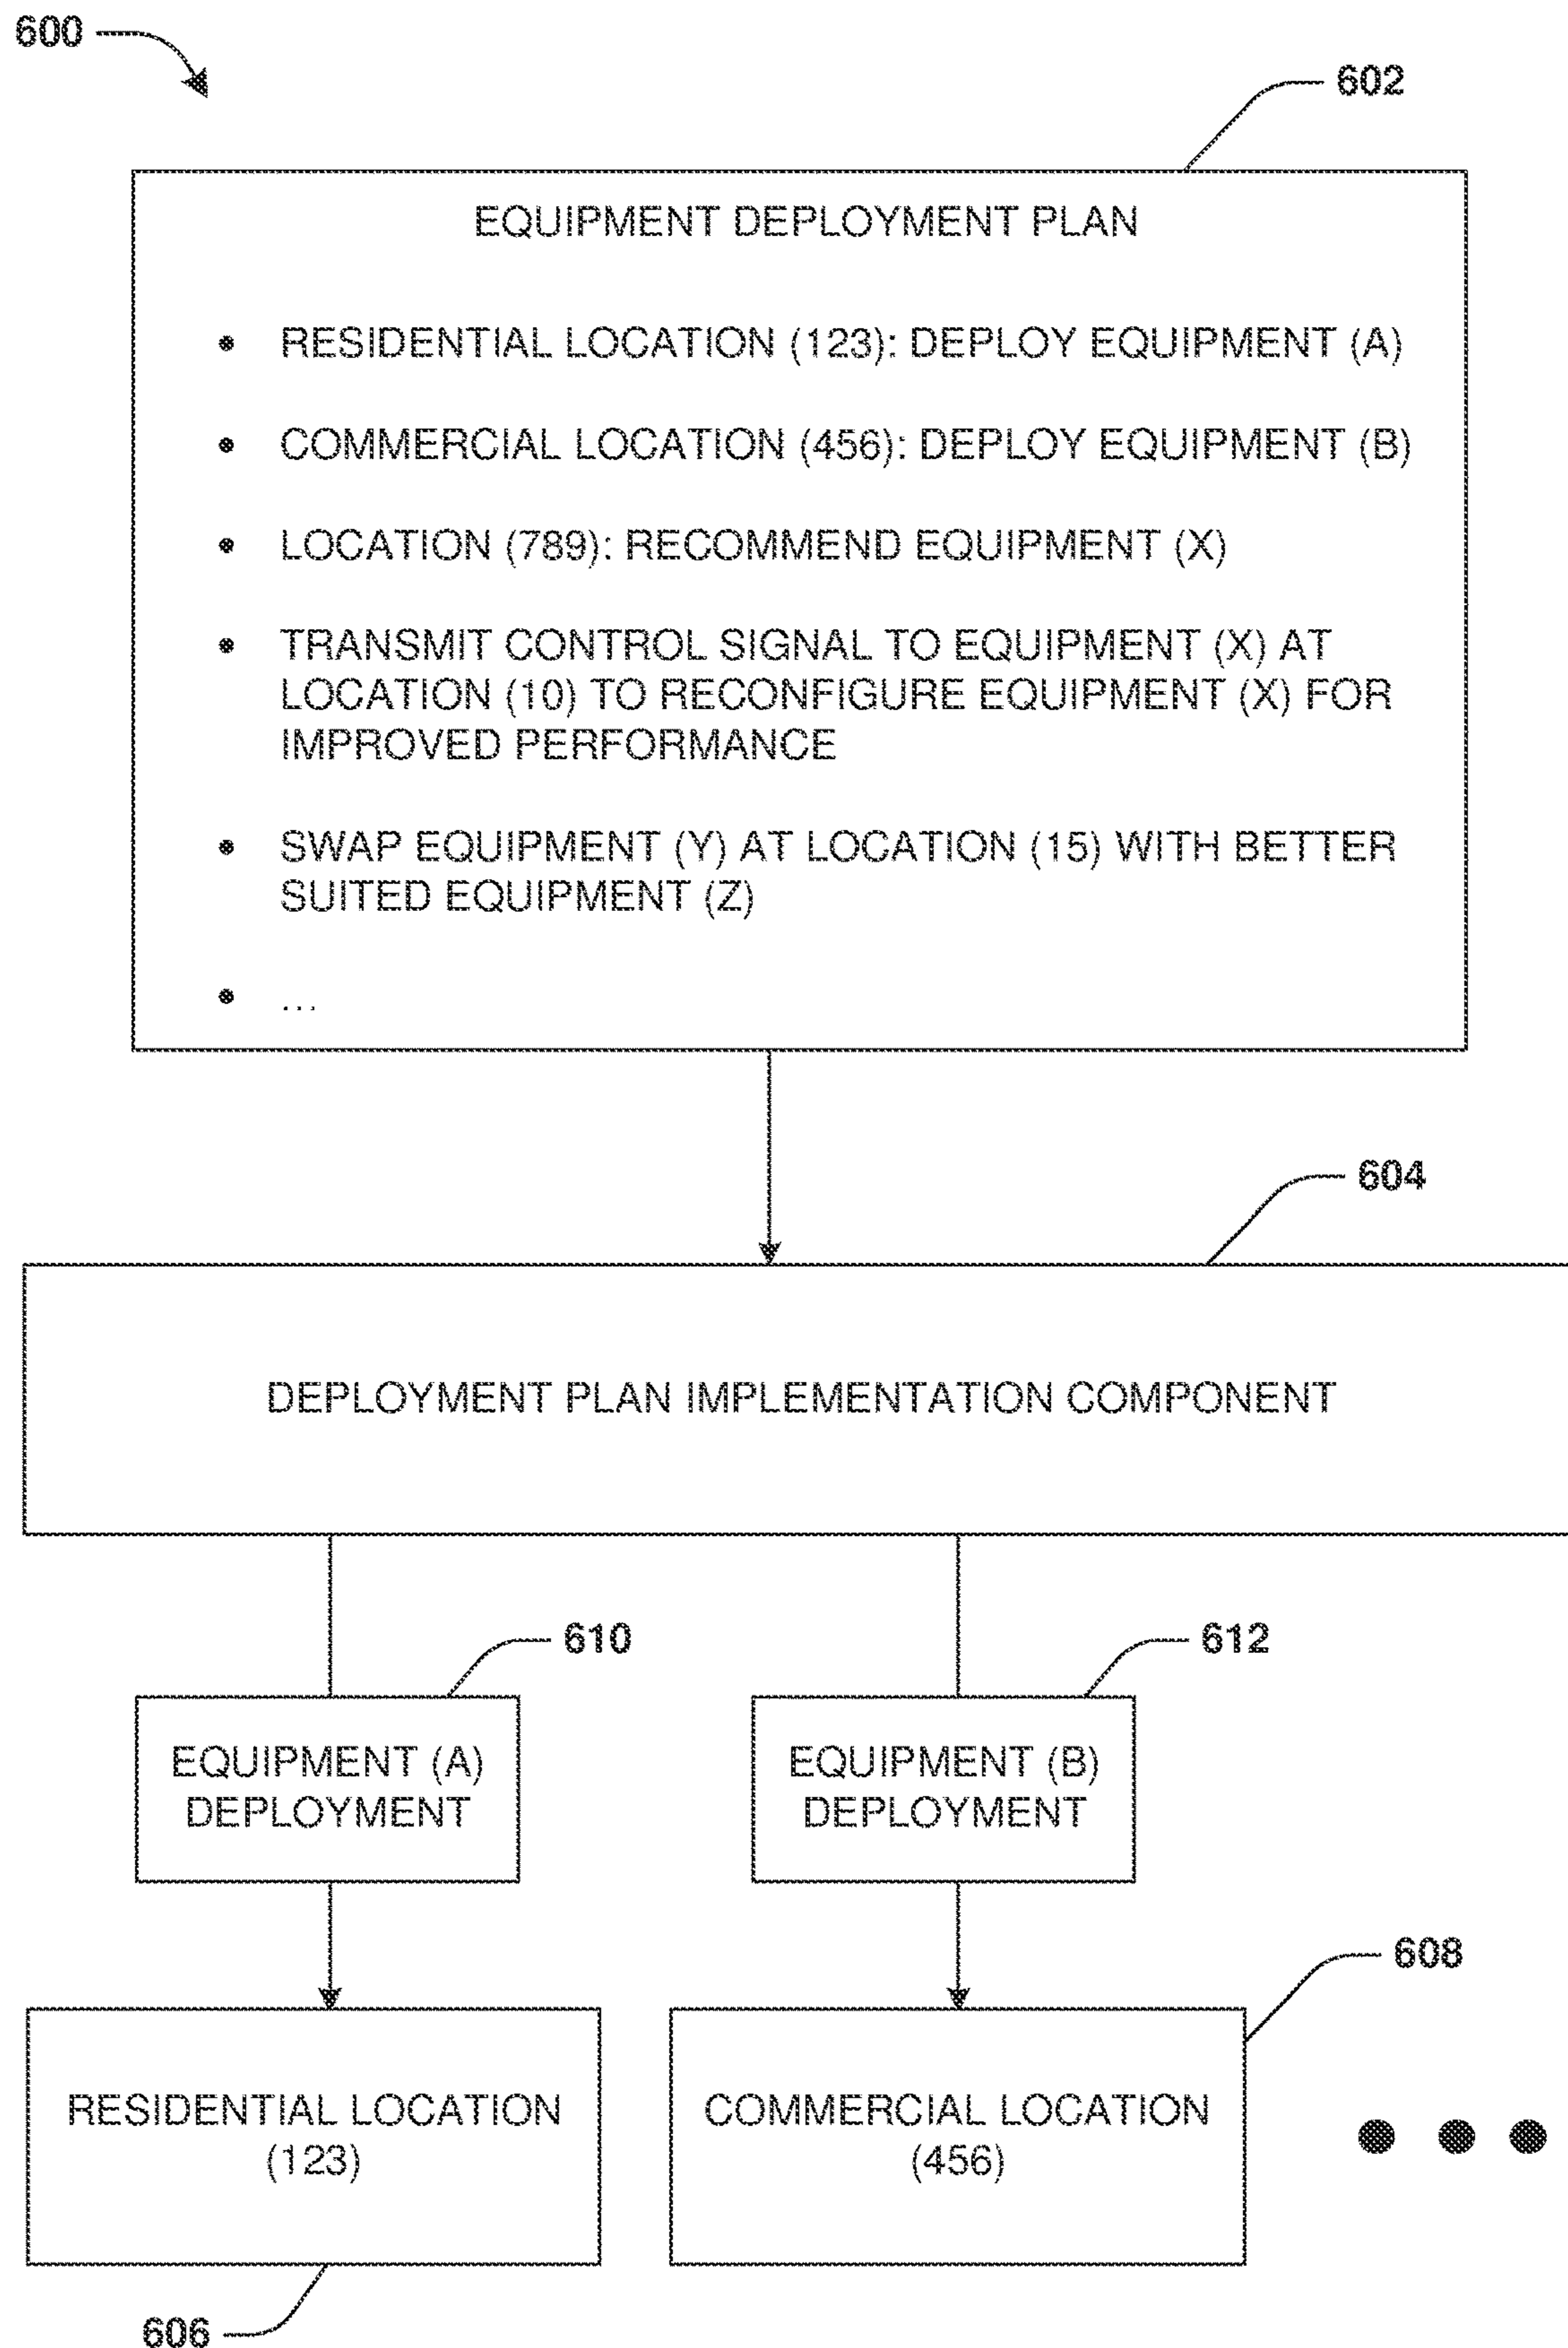 600
602
EQUIPMENT DEPLOYMENT PLAN
• RESIDENTIAL LOCATION (123): DEPLOY EQUIPMENT (A)
• COMMERCIAL LOCATION (456): DEPLOY EQUIPMENT (B)
• LOCATION (789): RECOMMEND EQUIPMENT (X)
• TRANSMIT CONTROL SIGNAL TO EQUIPMENT (X) AT
LOCATION (10) TO RECONFIGURE EQUIPMENT (X) FOR
IMPROVED PERFORMANCE
• SWAP EQUIPMENT (Y) AT LOCATION (15) WITH BETTER
SUITED EQUIPMENT (Z)
• ...
604
DEPLOYMENT PLAN IMPLEMENTATION COMPONENT
610
612
EQUIPMENT (A)
DEPLOYMENT
EQUIPMENT (B)
DEPLOYMENT
608
RESIDENTIAL LOCATION
(123)
COMMERCIAL LOCATION
(456)
606